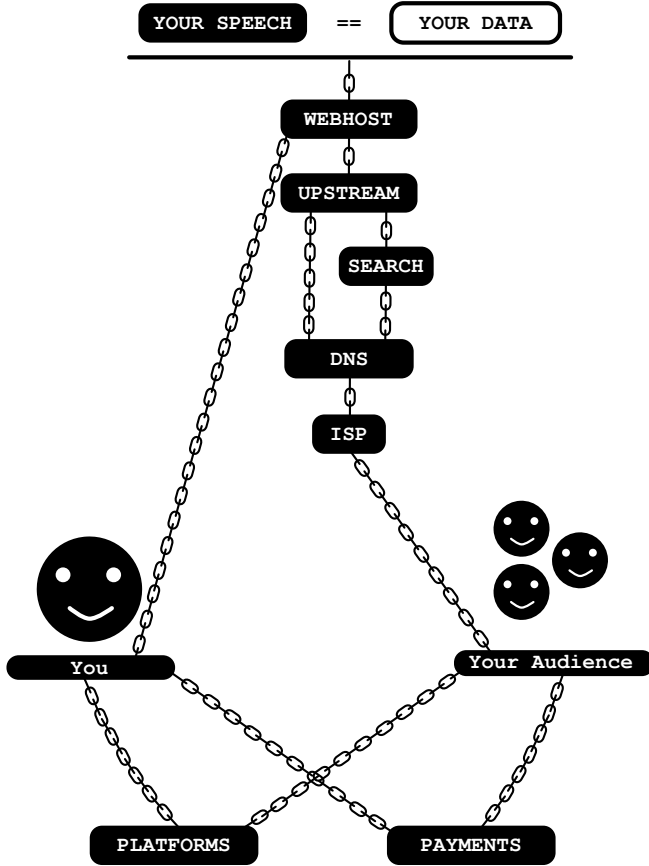 YOUR SPEECH == YOUR DATA
WEBHOST
UPSTREAM
SEARCH
DNS
ISP
You
Your Audience
PLATFORMS
PAYMENTS